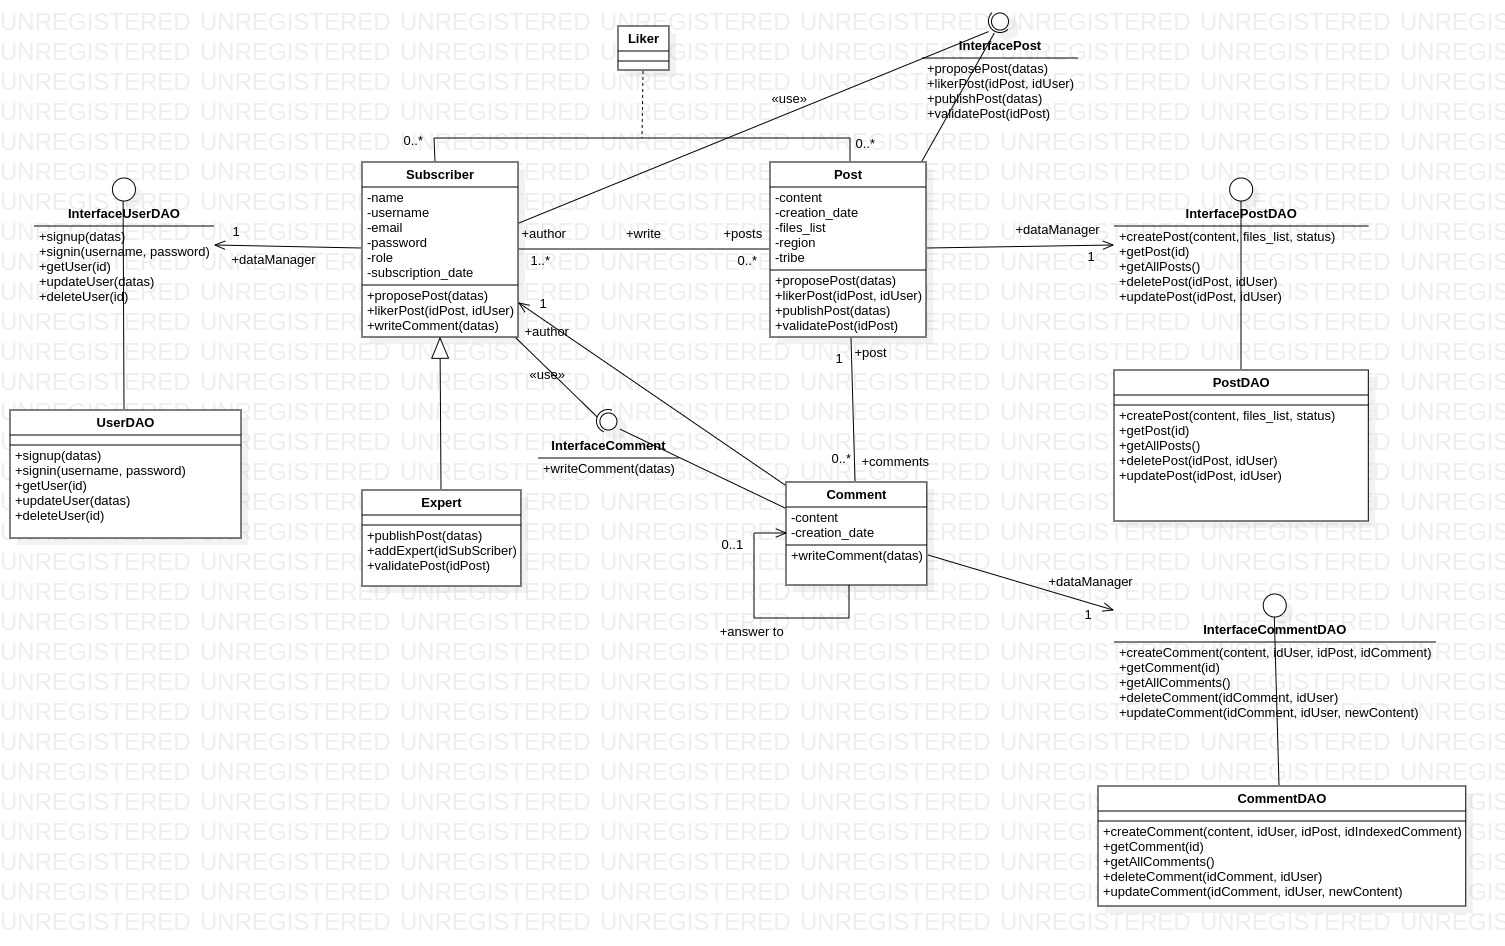 Liker
InterfacePost
+proposePost(datas)
+likerPost(idPost, idUser)
+publishPost(datas)
+validatePost(idPost)
«use»
0..*
0..*
Subscriber
-name
-username
-email
-password
-role
-subscription_date
+proposePost(datas)
+likerPost(idPost, idUser)
+writeComment(datas)
Post
-content
-creation_date
-files_list
-region
-tribe
+proposePost(datas)
+likerPost(idPost, idUser)
+publishPost(datas)
+validatePost(idPost)
InterfaceUserDAO
+signup(datas)
+signin(username, password)
+getUser(id)
+updateUser(datas)
+deleteUser(id)
1
+dataManager
+author
+write
+posts
1..*
0..*
+dataManager
1
InterfacePostDAO
+createPost(content, files_list, status)
+getPost(id)
+getAllPosts()
+deletePost(idPost, idUser)
+updatePost(idPost, idUser)
1
+author
«use»
1
+post
InterfaceComment
+writeComment(datas)
0..*
+comments
UserDAO
+signup(datas)
+signin(username, password)
+getUser(id)
+updateUser(datas)
+deleteUser(id)
PostDAO
+createPost(content, files_list, status)
+getPost(id)
+getAllPosts()
+deletePost(idPost, idUser)
+updatePost(idPost, idUser)
Expert
+publishPost(datas)
+addExpert(idSubScriber)
+validatePost(idPost)
Comment
-content
-creation_date
+writeComment(datas)
0..1
+answer to
+dataManager
1
InterfaceCommentDAO
+createComment(content, idUser, idPost, idComment)
+getComment(id)
+getAllComments()
+deleteComment(idComment, idUser)
+updateComment(idComment, idUser, newContent)
CommentDAO
+createComment(content, idUser, idPost, idIndexedComment)
+getComment(id)
+getAllComments()
+deleteComment(idComment, idUser)
+updateComment(idComment, idUser, newContent)
UNREGISTERED